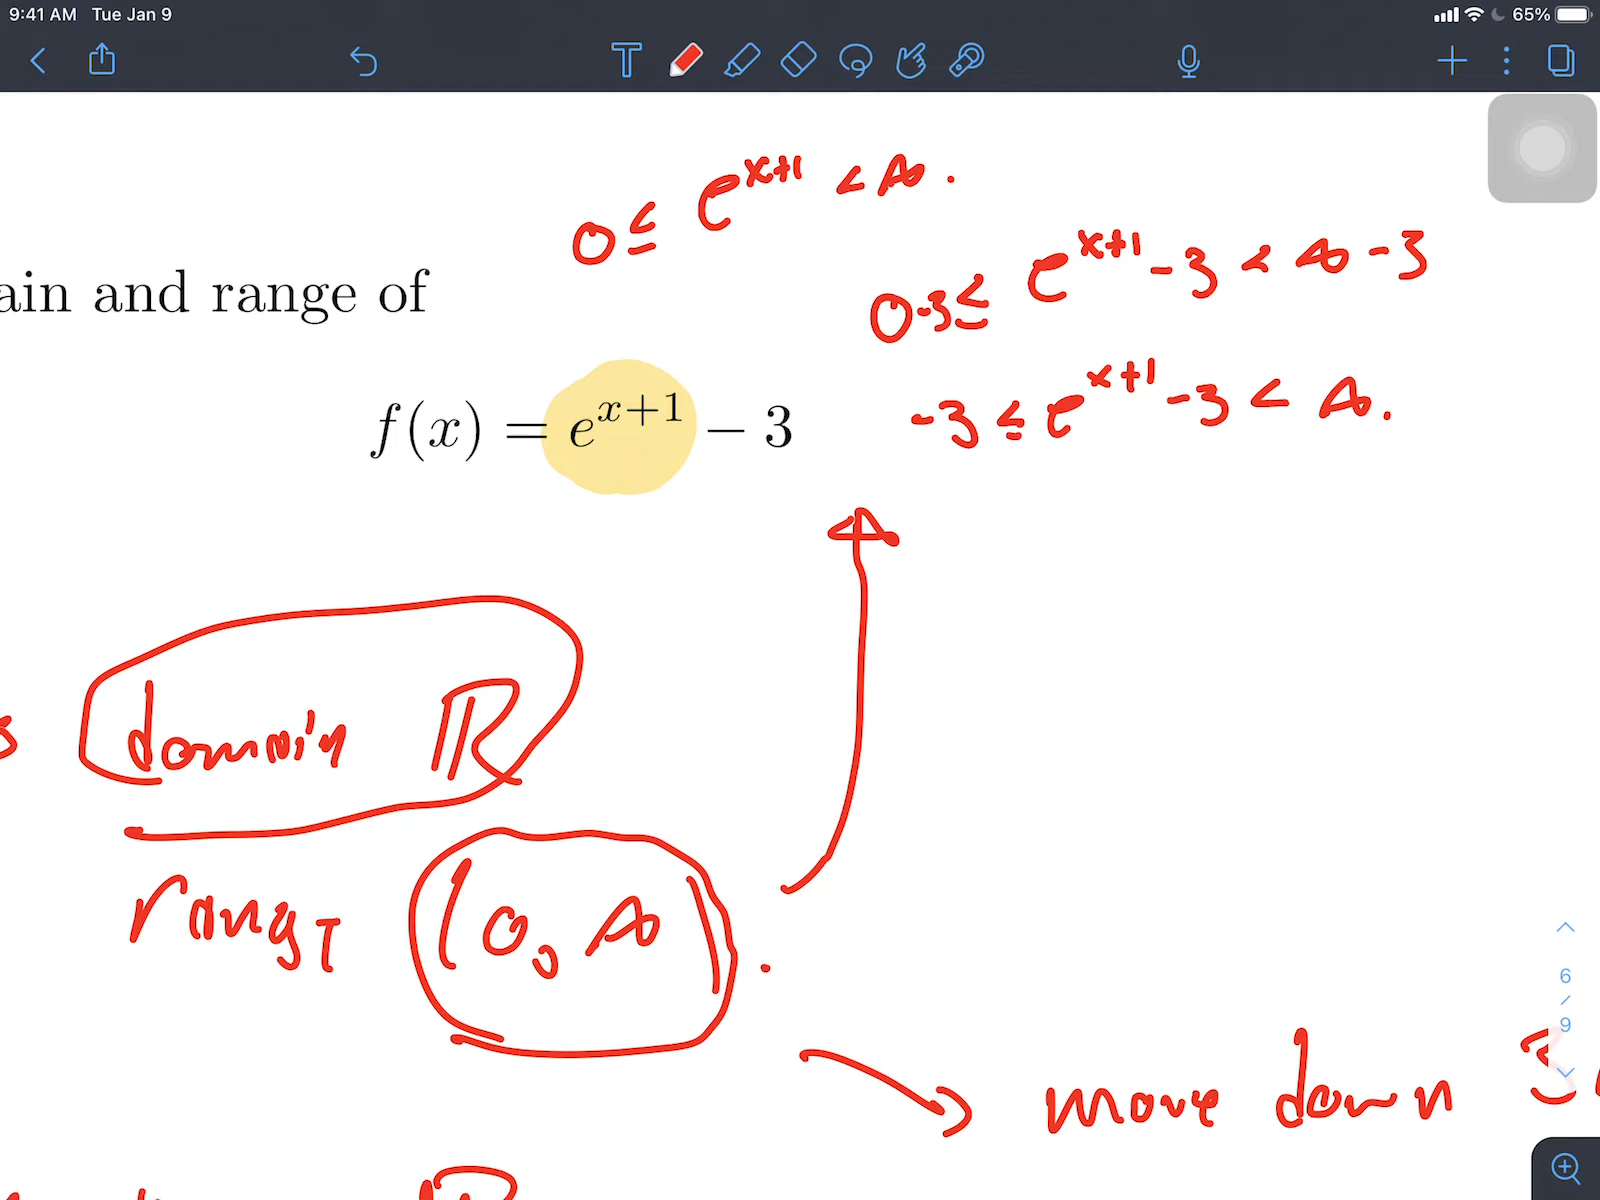 9:41 AM Tue Jan 9
65%
0 ≤ e^{x+1} < ∞.
0-3 ≤ e^{x+1} -3 < ∞ -3
ain and range of
-3 ≤ e^{x+1} -3 < ∞.
f(x) = e^{x+1} − 3
domain ℝ
range (0, ∞).
6
/
9
move down 3